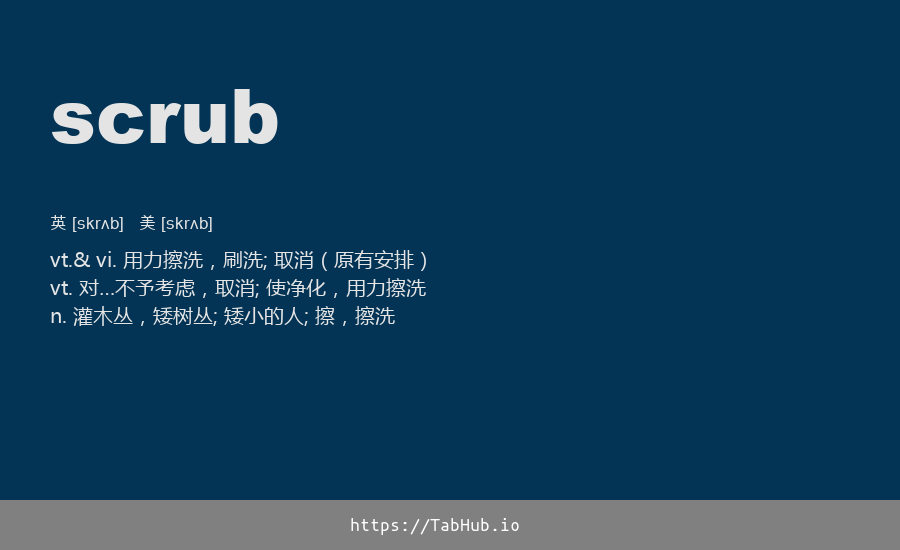 scrub
英 [skrʌb] 美 [skrʌb]
vt.& vi. 用力擦洗，刷洗; 取消（原有安排）
vt. 对…不予考虑，取消; 使净化，用力擦洗
n. 灌木丛，矮树丛; 矮小的人; 擦，擦洗
https://TabHub.io